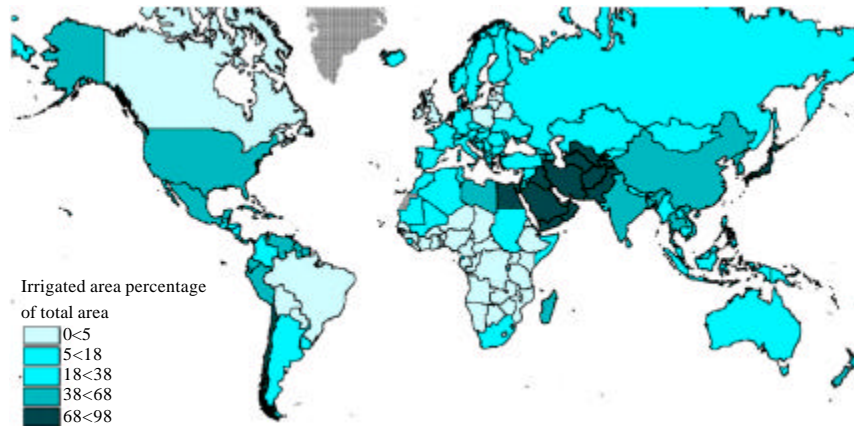 Irrigated area percentage
of total area
0<5
5<18
18<38
38<68
68<98